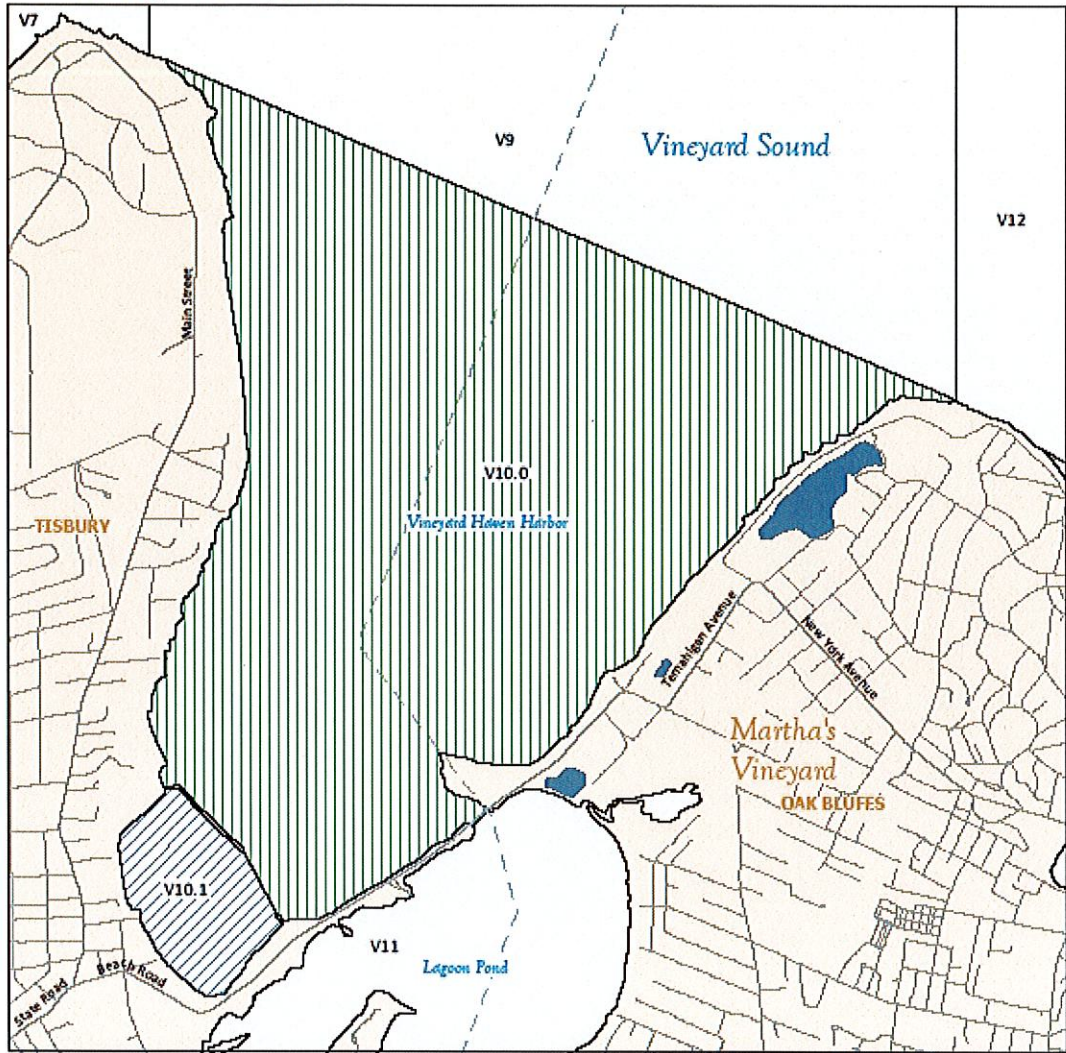 V7
V9
Vineyard Sound
V12
Main Street
V10.0
Vineyard Haven Harbor
TISBURY
Temahigan Avenue
New York Avenue
Martha's
Vineyard
OAK BLUFFS
V10.1
V11
Lagoon Pond
Beach Road
State Road